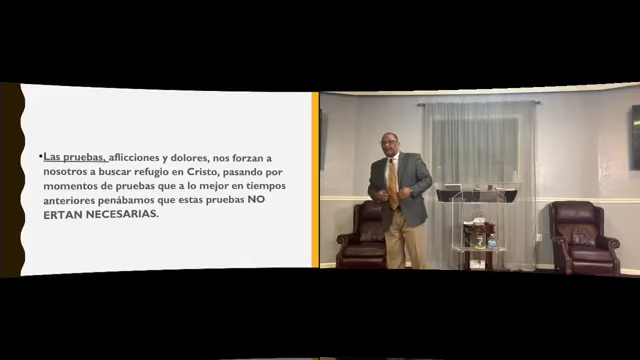 •Las pruebas, aflicciones y dolores, nos forzan a
nosotros a buscar refugio en Cristo, pasando por
momentos de pruebas que a lo mejor en tiempos
anteriores penábamos que estas pruebas NO
ERTAN NECESARIAS.